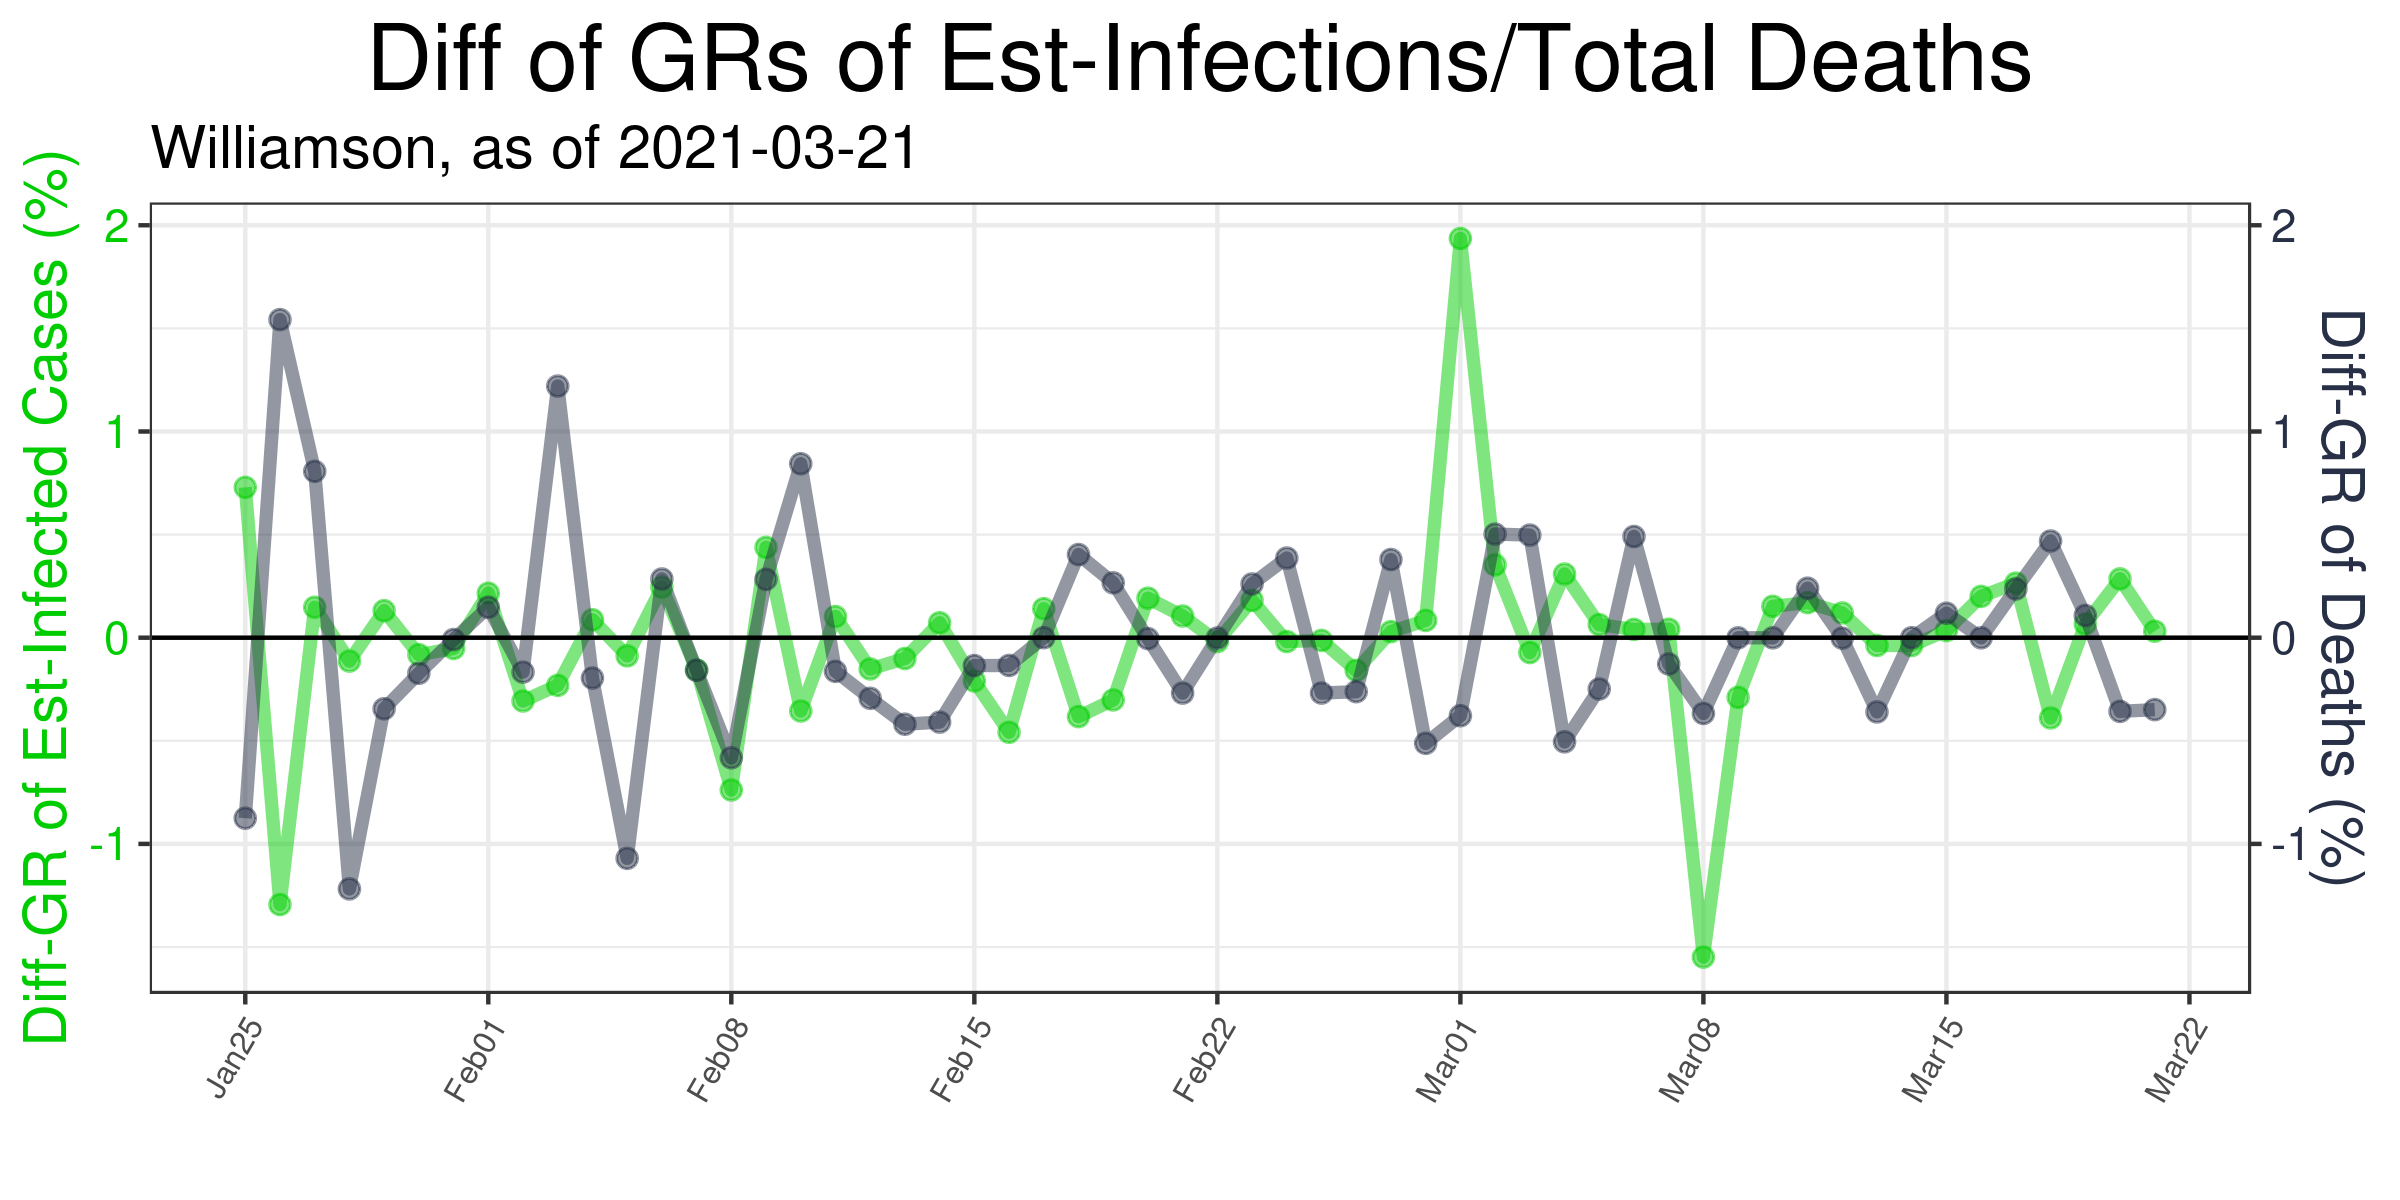 Diff of GRs of Est-Infections/Total Deaths
Williamson, as of 2021-03-21
Diff-GR of Est-Infected Cases (%)
2
1
0
-1
2
1
0
-1
Diff-GR of Deaths (%)
Jan25
Feb01
Feb08
Feb15
Feb22
Mar01
Mar08
Mar15
Mar22